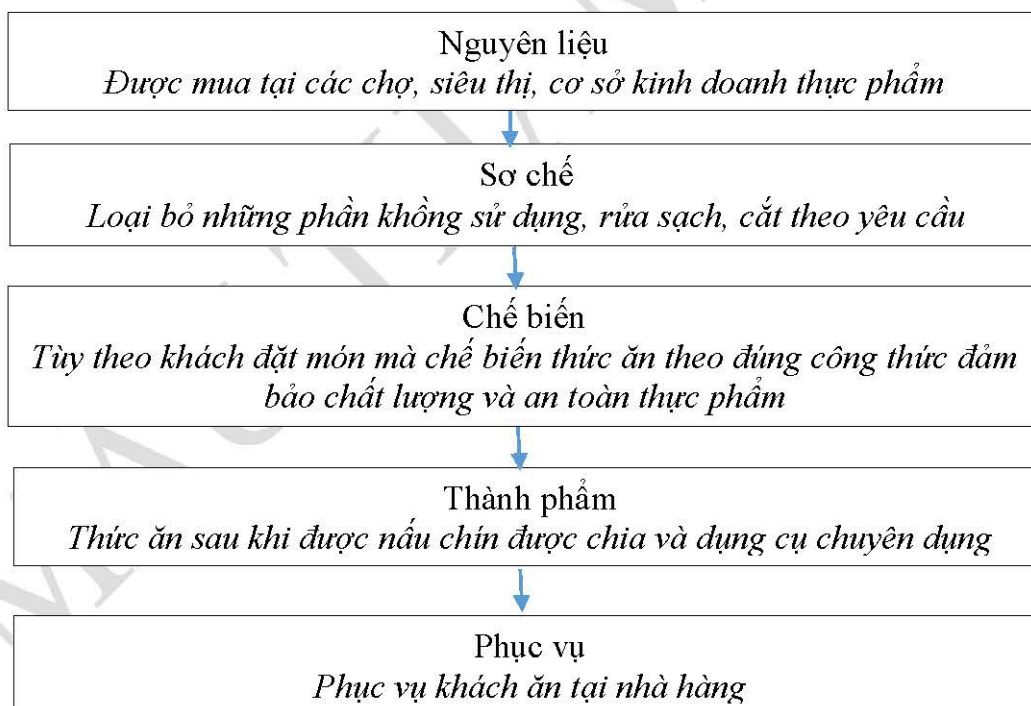 Nguyên liệu
Được mua tại các chợ, siêu thị, cơ sở kinh doanh thực phẩm
Sơ chế
Loại bỏ những phần khồng sử dụng, rửa sạch, cắt theo yêu cầu
Chế biến
Tùy theo khách đặt món mà chế biến thức ăn theo đúng công thức đảm
bảo chất lượng và an toàn thực phẩm
Thành phẩm
Thức ăn sau khi được nấu chín được chia và dụng cụ chuyên dụng
Phục vụ
Phục vụ khách ăn tại nhà hàng